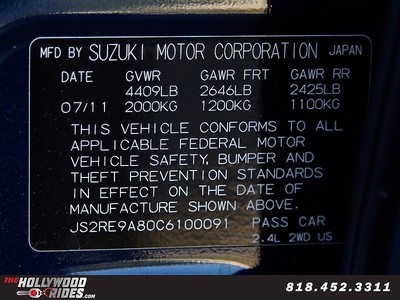 MFD BY SUZUKI MOTOR CORPORATION JAPAN
DATE GVWR GAWR FRT GAWR RR
4409LB 2646LB 2425LB
07/11 2000KG 1200KG 1100KG
THIS VEHICLE CONFORMS TO ALL
APPLICABLE FEDERAL MOTOR
VEHICLE SAFETY, BUMPER AND
THEFT PREVENTION STANDARDS
IN EFFECT ON THE DATE OF
MANUFACTURE SHOWN ABOVE.
JS2RE9A80C6100091 PASS CAR
2.4L 2WD US
THE HOLLYWOOD RIDES.COM
818.452.3311